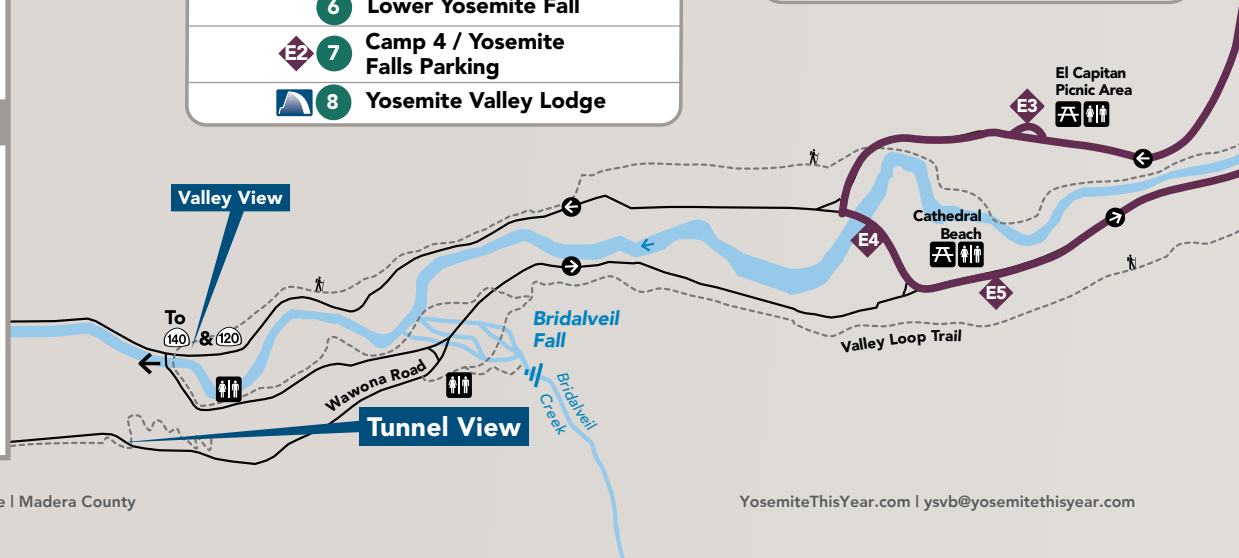 6 Lower Yosemite Fall
E2 7 Camp 4 / Yosemite
Falls Parking
8 Yosemite Valley Lodge
El Capitan
Picnic Area
E3
Valley View
Cathedral
Beach
E4
E5
To
140 & 120
Bridalveil
Fall
Valley Loop Trail
Wawona Road
Bridalveil
Creek
Tunnel View
e | Madera County
YosemiteThisYear.com | ysvb@yosemitethisyear.com